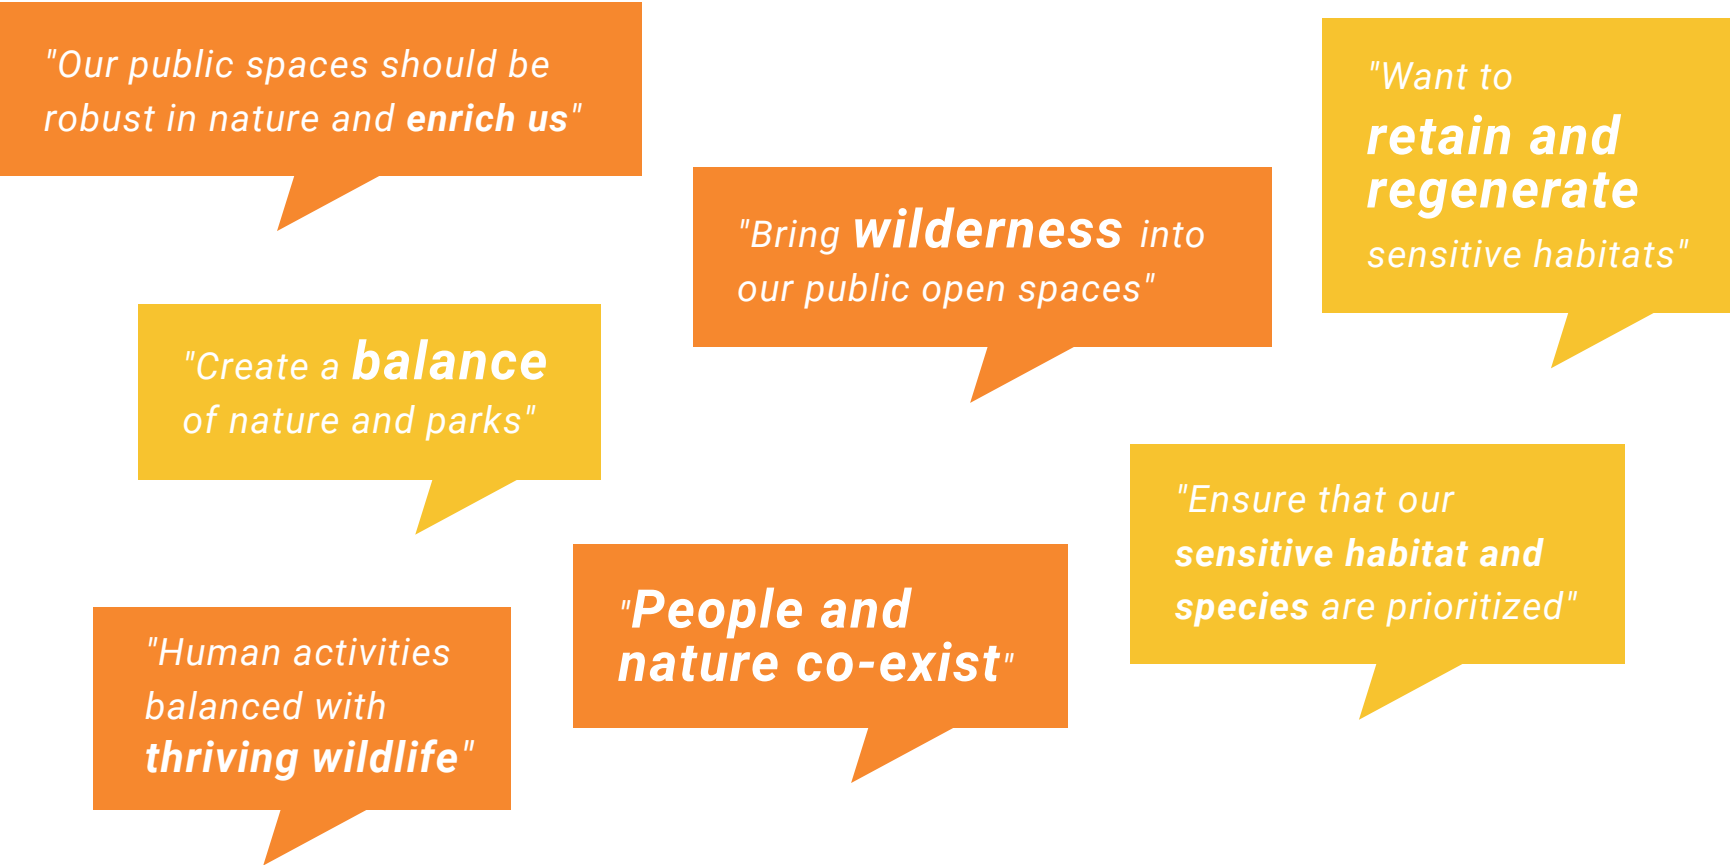 "Our public spaces should be
robust in nature and enrich us"
"Want to
retain and
regenerate
sensitive habitats"
"Bring wilderness into
our public open spaces"
"Create a balance
of nature and parks"
"Ensure that our
sensitive habitat and
species are prioritized"
"People and
nature co-exist"
"Human activities
balanced with
thriving wildlife"